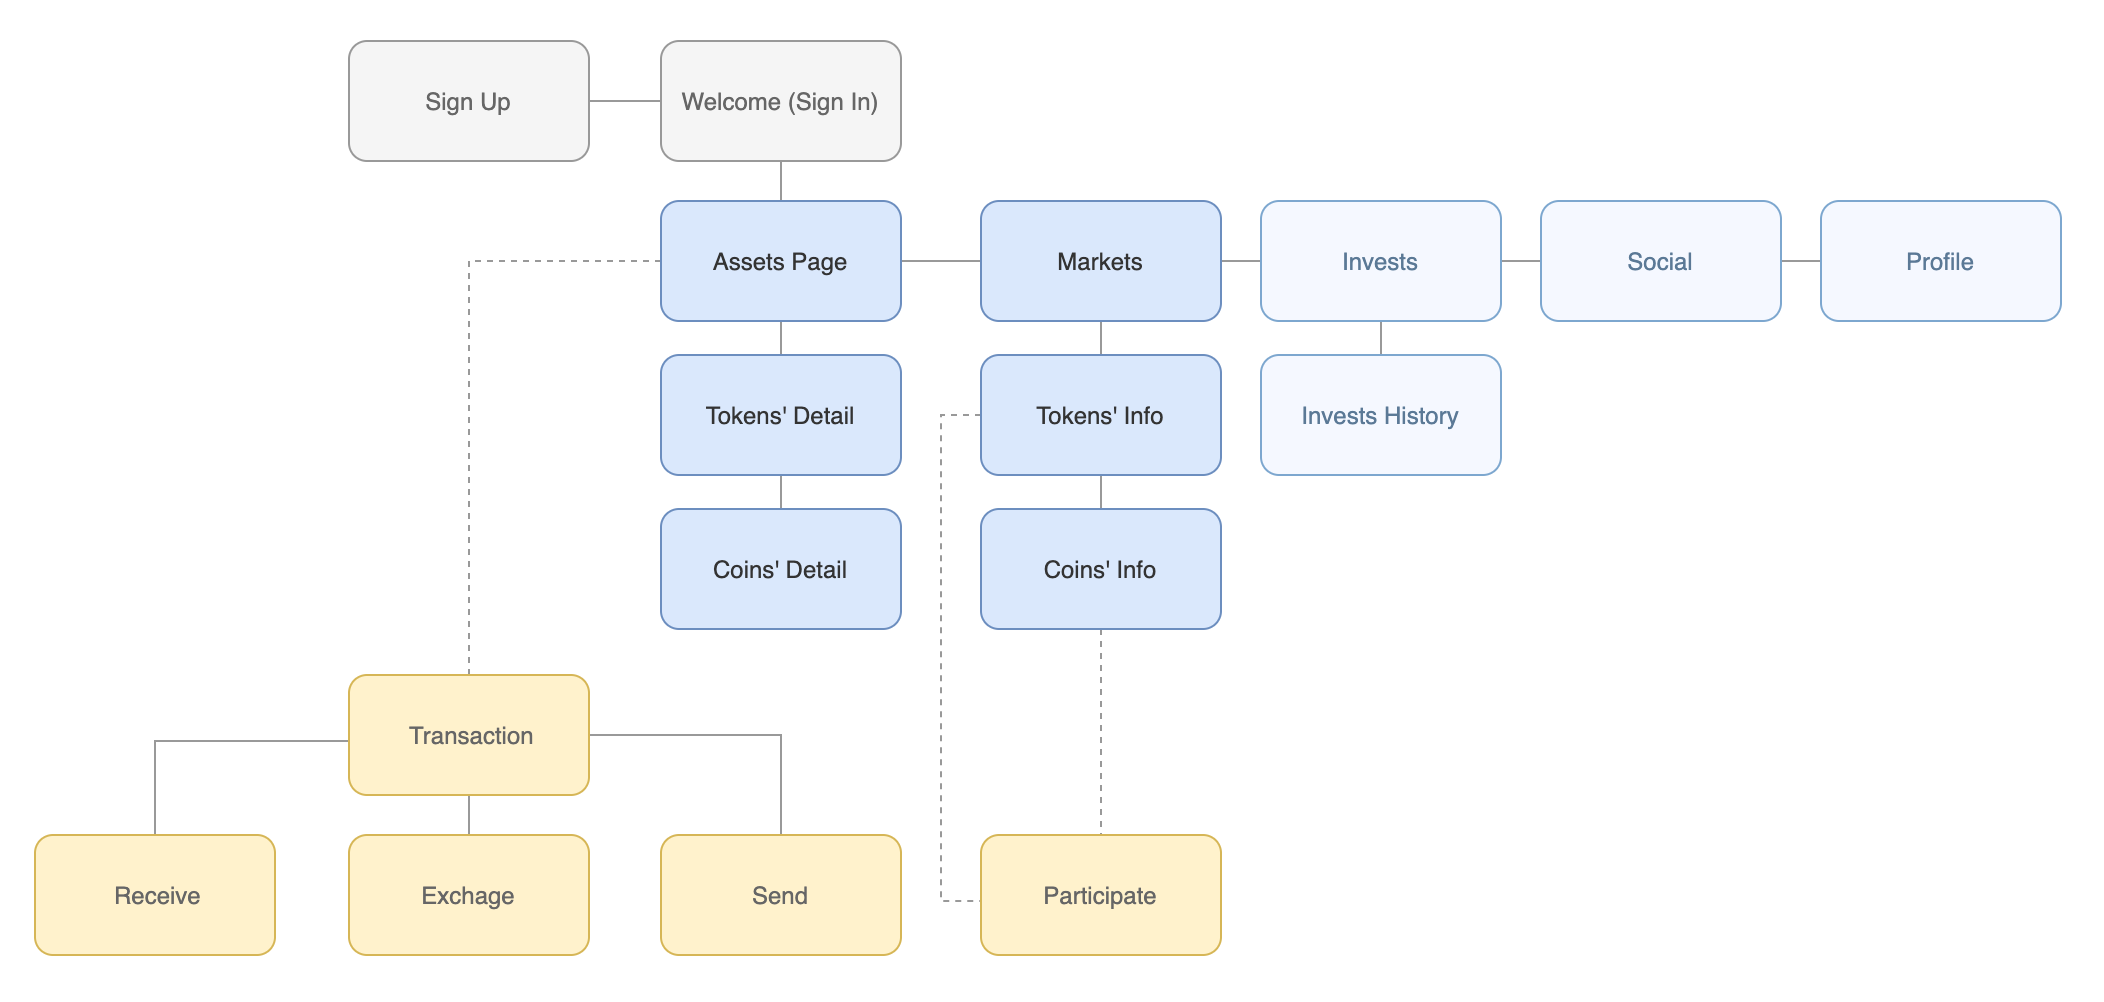 Sign Up
Welcome (Sign In)
Assets Page
Markets
Invests
Social
Profile
Tokens' Detail
Tokens' Info
Invests History
Coins' Detail
Coins' Info
Transaction
Receive
Exchage
Send
Participate